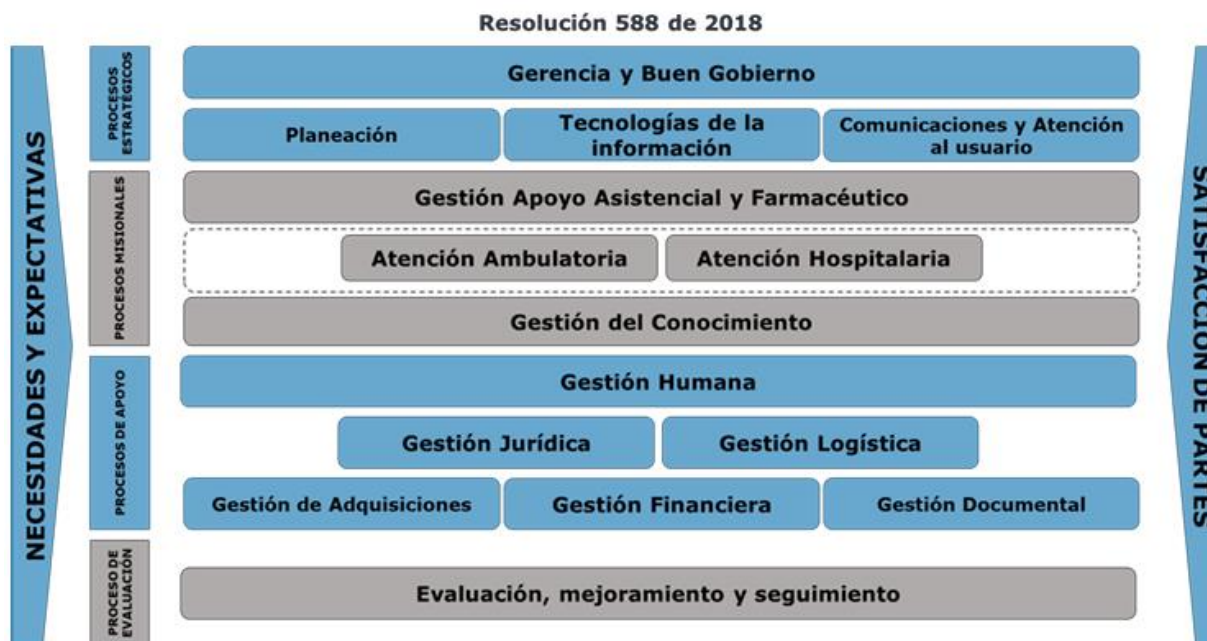 Resolución 588 de 2018
NECESIDADES Y EXPECTATIVAS
PROCESOS
ESTRATÉGICOS
Gerencia y Buen Gobierno
Planeación
Tecnologías de la
información
Comunicaciones y Atención
al usuario
PROCESOS MISIONALES
Gestión Apoyo Asistencial y Farmacéutico
Atención Ambulatoria
Atención Hospitalaria
Gestión del Conocimiento
PROCESOS DE APOYO
Gestión Humana
Gestión Jurídica
Gestión Logística
Gestión de Adquisiciones
Gestión Financiera
Gestión Documental
PROCESO DE
EVALUACIÓN
Evaluación, mejoramiento y seguimiento
SATISFACCIÓN DE PARTES